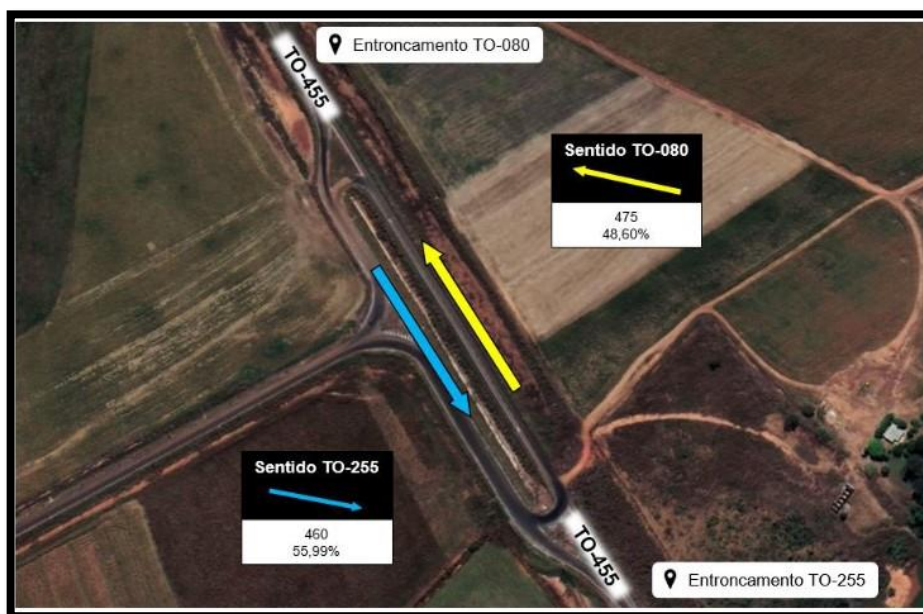 Entroncamento TO-080
TO-455
Sentido TO-080
475
48,60%
Sentido TO-255
460
55,99%
TO-455
Entroncamento TO-255